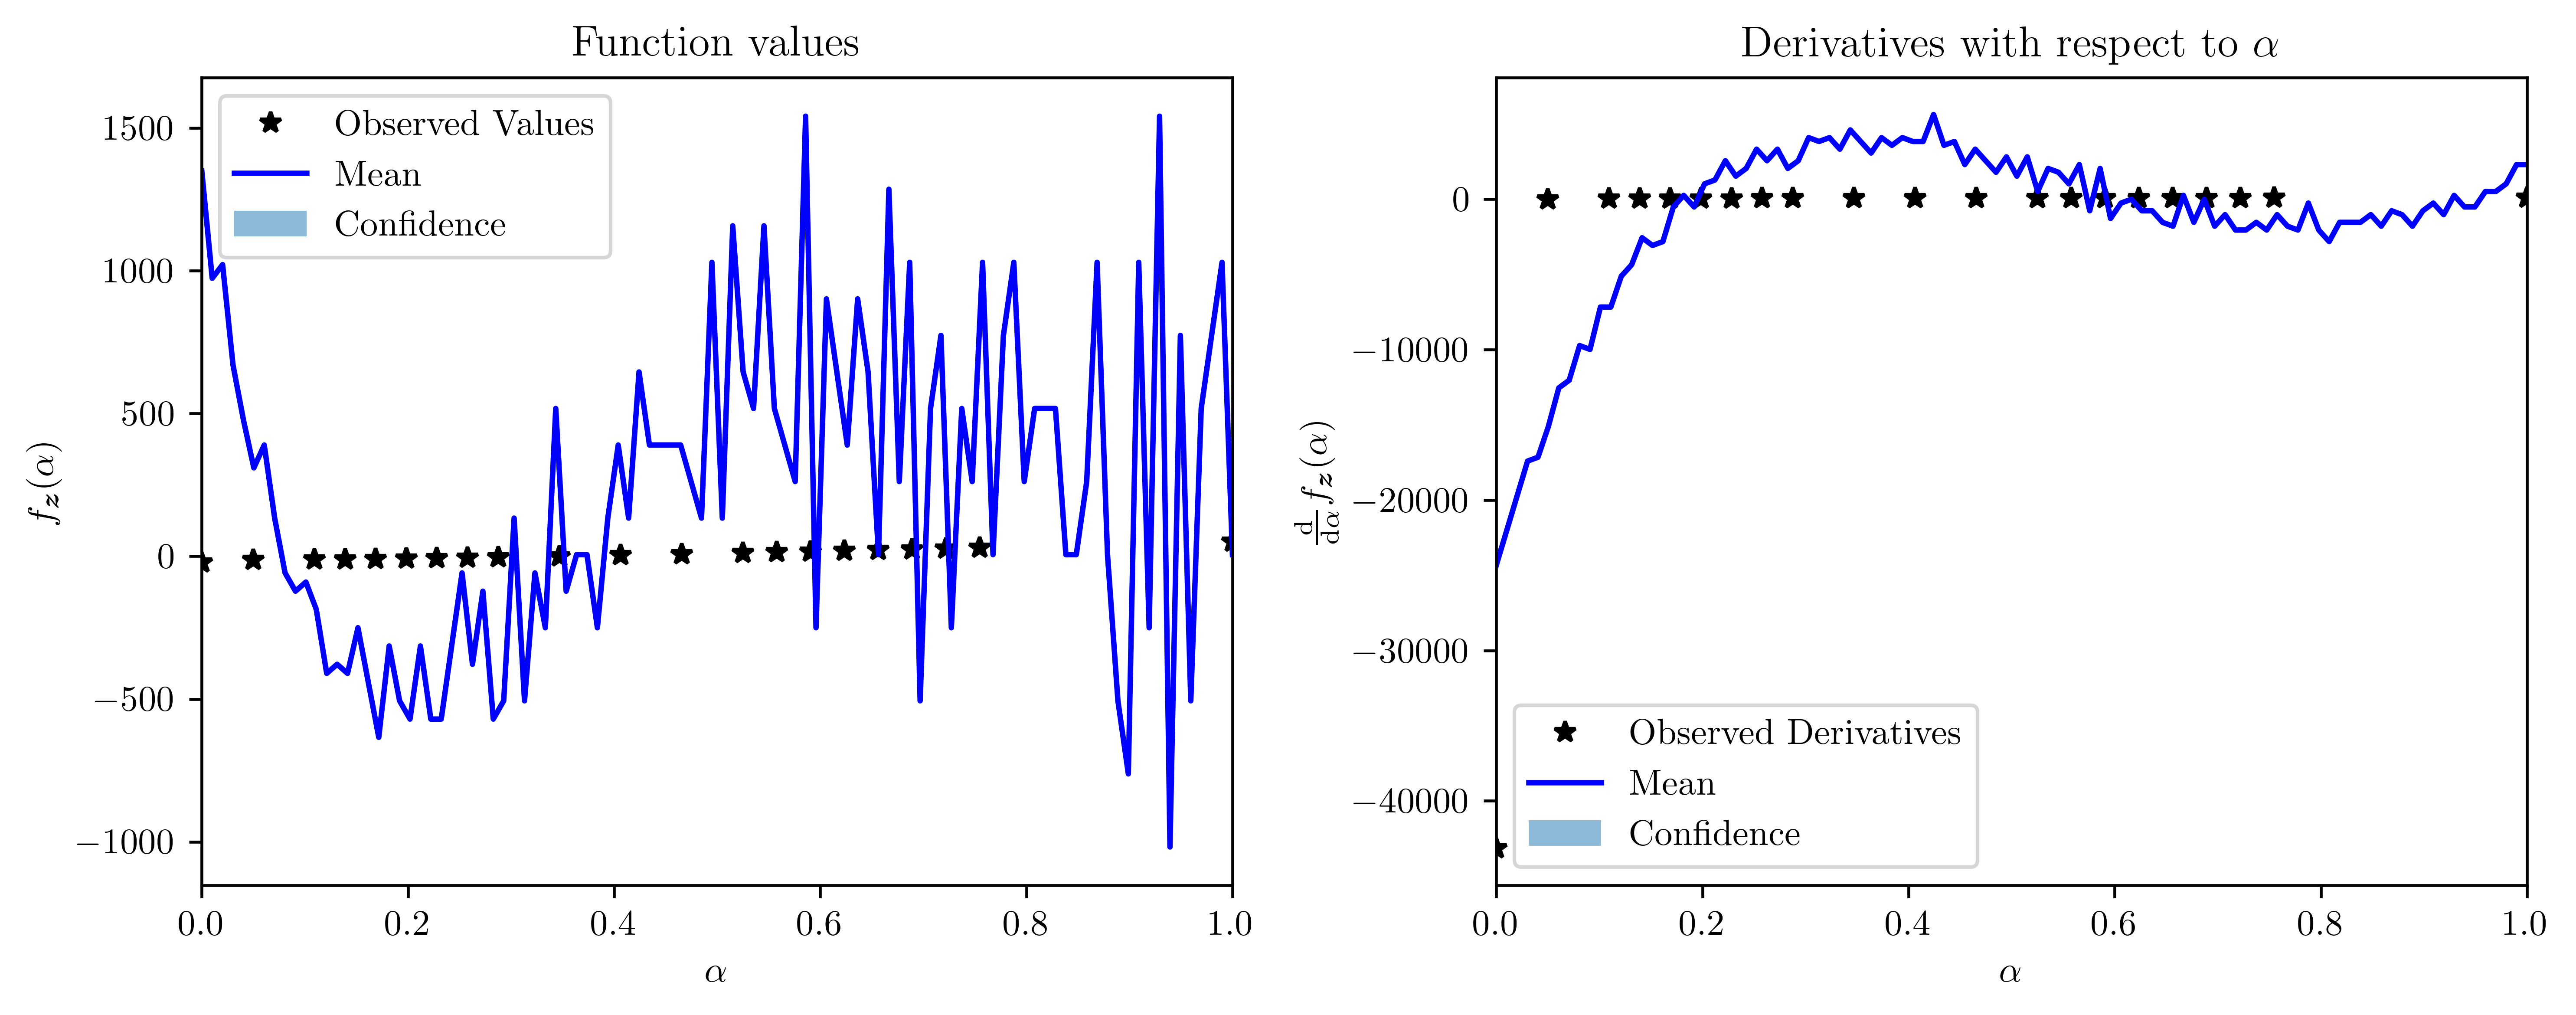 Function values
Observed Values
Mean
Confidence
1500
1000
500
0
−500
−1000
f_z(α)
0.0 0.2 0.4 0.6 0.8 1.0
α
Derivatives with respect to α
0
−10000
−20000
−30000
−40000
d/dα f_z(α)
Observed Derivatives
Mean
Confidence
0.0 0.2 0.4 0.6 0.8 1.0
α